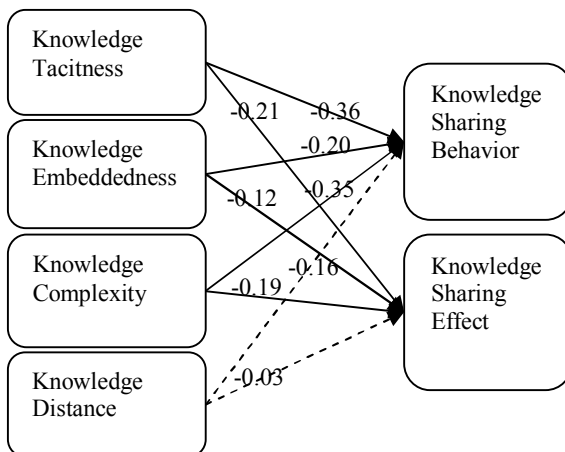 Knowledge
Tacitness
Knowledge
Embeddedness
Knowledge
Complexity
Knowledge
Distance
-0.36
-0.21
-0.20
-0.35
-0.12
-0.16
-0.19
-0.03
Knowledge
Sharing
Behavior
Knowledge
Sharing
Effect